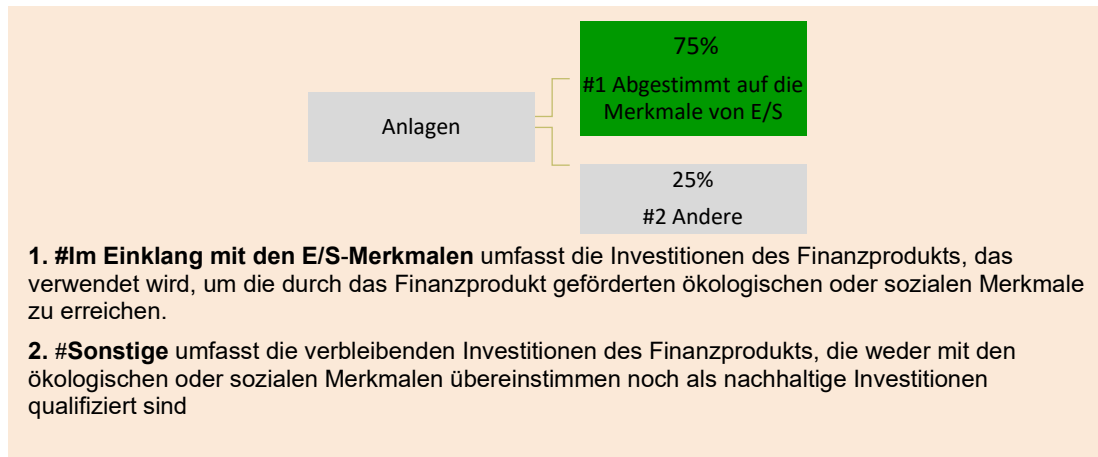 75%
#1 Abgestimmt auf die
Merkmale von E/S
Anlagen
25%
#2 Andere
1. #Im Einklang mit den E/S-Merkmalen umfasst die Investitionen des Finanzprodukts, das
verwendet wird, um die durch das Finanzprodukt geförderten ökologischen oder sozialen Merkmale
zu erreichen.
2. #Sonstige umfasst die verbleibenden Investitionen des Finanzprodukts, die weder mit den
ökologischen oder sozialen Merkmalen übereinstimmen noch als nachhaltige Investitionen
qualifiziert sind